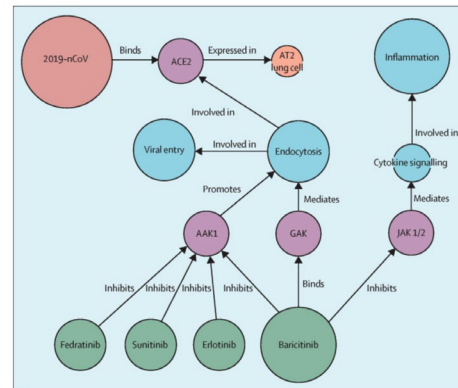 2019-nCoV
Binds
ACE2
Expressed in
AT2
lung cell
Inflammation
Involved in
Viral entry
Involved in
Endocytosis
Involved in
Cytokine signalling
Promotes
Mediates
Mediates
AAK1
GAK
JAK 1/2
Inhibits
Inhibits
Inhibits
Inhibits
Binds
Inhibits
Fedratinib
Sunitinib
Erlotinib
Baricitinib